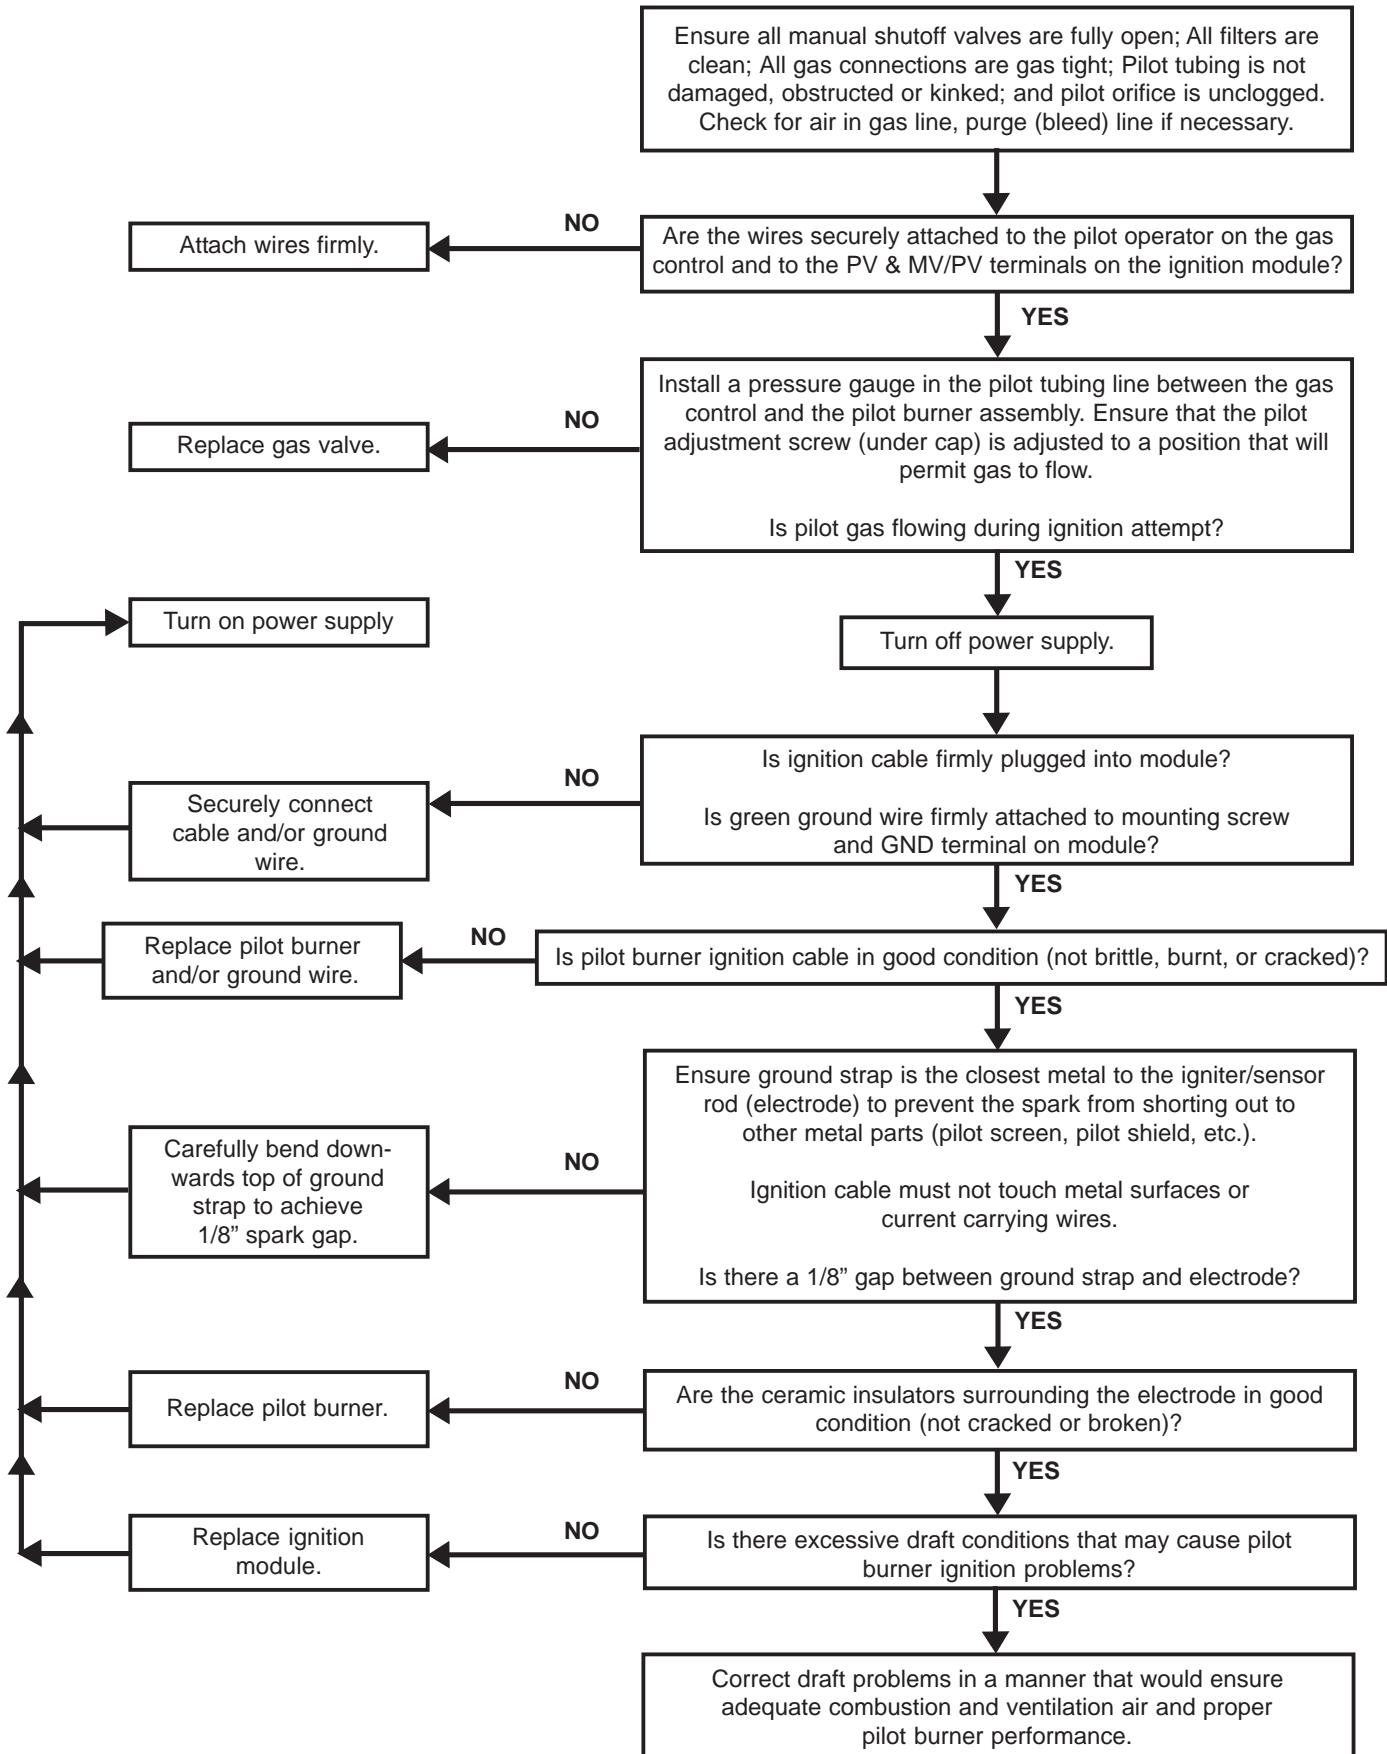 Ensure all manual shutoff valves are fully open; All filters are
clean; All gas connections are gas tight; Pilot tubing is not
damaged, obstructed or kinked; and pilot orifice is unclogged.
Check for air in gas line, purge (bleed) line if necessary.
NO
Attach wires firmly.
Are the wires securely attached to the pilot operator on the gas
control and to the PV & MV/PV terminals on the ignition module?
YES
Install a pressure gauge in the pilot tubing line between the gas
control and the pilot burner assembly. Ensure that the pilot
adjustment screw (under cap) is adjusted to a position that will
permit gas to flow.
Is pilot gas flowing during ignition attempt?
NO
Replace gas valve.
YES
Turn on power supply
Turn off power supply.
Is ignition cable firmly plugged into module?
Is green ground wire firmly attached to mounting screw
and GND terminal on module?
NO
Securely connect
cable and/or ground
wire.
YES
Is pilot burner ignition cable in good condition (not brittle, burnt, or cracked)?
NO
Replace pilot burner
and/or ground wire.
YES
Ensure ground strap is the closest metal to the igniter/sensor
rod (electrode) to prevent the spark from shorting out to
other metal parts (pilot screen, pilot shield, etc.).
Ignition cable must not touch metal surfaces or
current carrying wires.
Is there a 1/8” gap between ground strap and electrode?
NO
Carefully bend down-
wards top of ground
strap to achieve
1/8” spark gap.
YES
Are the ceramic insulators surrounding the electrode in good
condition (not cracked or broken)?
NO
Replace pilot burner.
YES
Is there excessive draft conditions that may cause pilot
burner ignition problems?
NO
Replace ignition
module.
YES
Correct draft problems in a manner that would ensure
adequate combustion and ventilation air and proper
pilot burner performance.